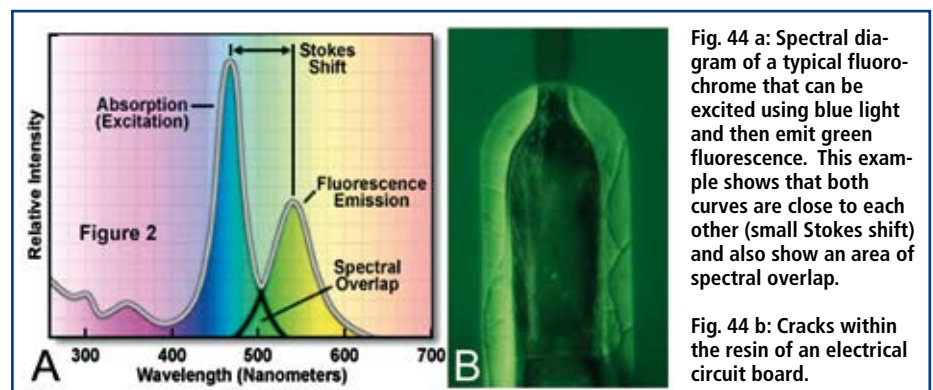 Stokes
Shift
Absorption
(Excitation)
Fluorescence
Emission
Figure 2
Spectral
Overlap
Relative Intensity
300 400 500 600 700
Wavelength (Nanometers)
A
B
Fig. 44 a: Spectral dia-
gram of a typical fluoro-
chrome that can be
excited using blue light
and then emit green
fluorescence. This exam-
ple shows that both
curves are close to each
other (small Stokes shift)
and also show an area of
spectral overlap.
Fig. 44 b: Cracks within
the resin of an electrical
circuit board.